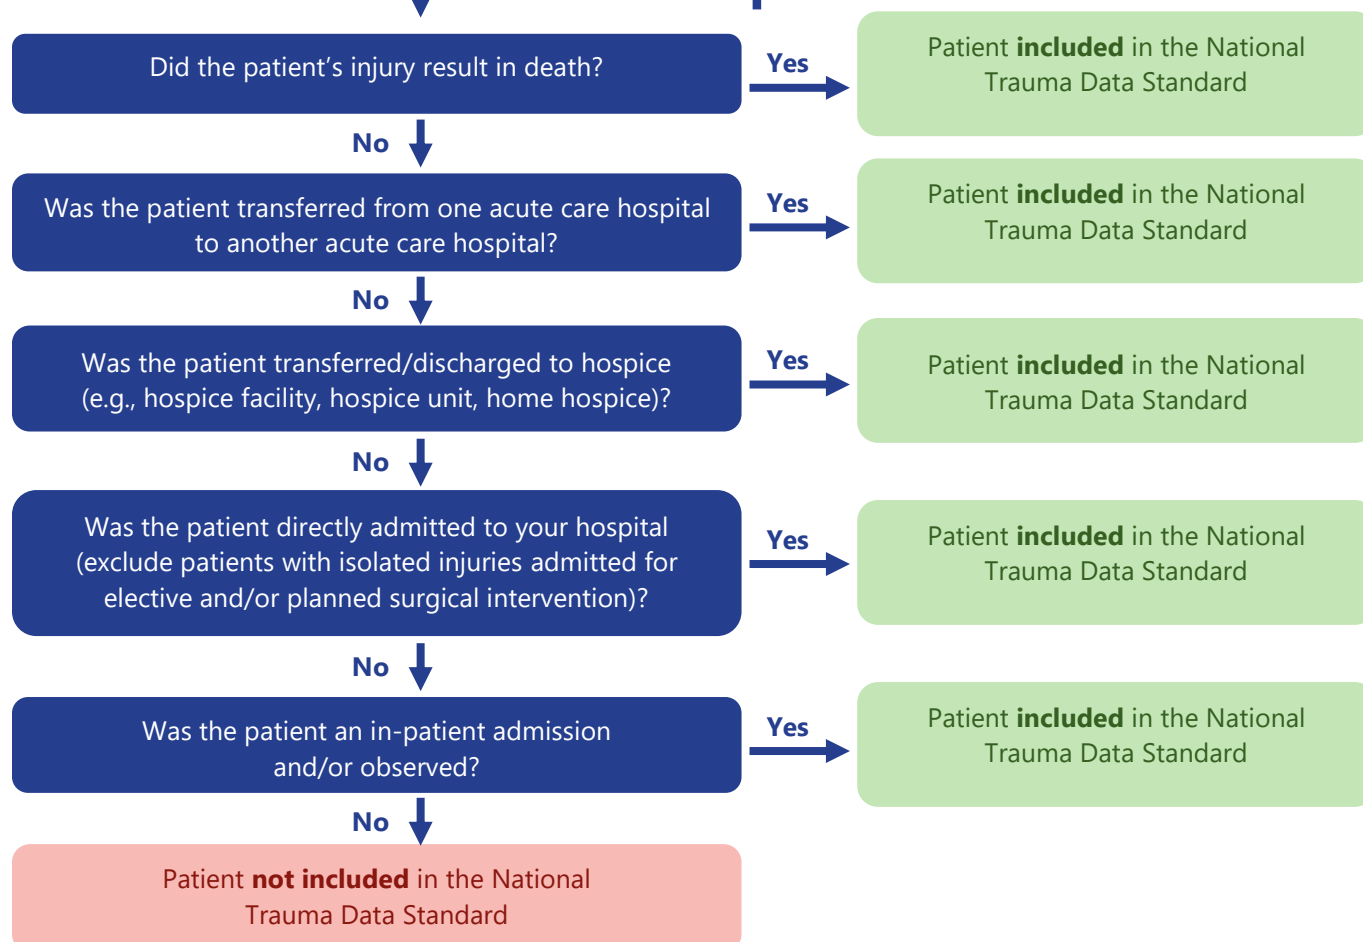 Did the patient’s injury result in death?
Yes
Patient included in the National
Trauma Data Standard
No
Was the patient transferred from one acute care hospital
to another acute care hospital?
Yes
Patient included in the National
Trauma Data Standard
No
Was the patient transferred/discharged to hospice
(e.g., hospice facility, hospice unit, home hospice)?
Yes
Patient included in the National
Trauma Data Standard
No
Was the patient directly admitted to your hospital
(exclude patients with isolated injuries admitted for
elective and/or planned surgical intervention)?
Yes
Patient included in the National
Trauma Data Standard
No
Was the patient an in-patient admission
and/or observed?
Yes
Patient included in the National
Trauma Data Standard
No
Patient not included in the National
Trauma Data Standard